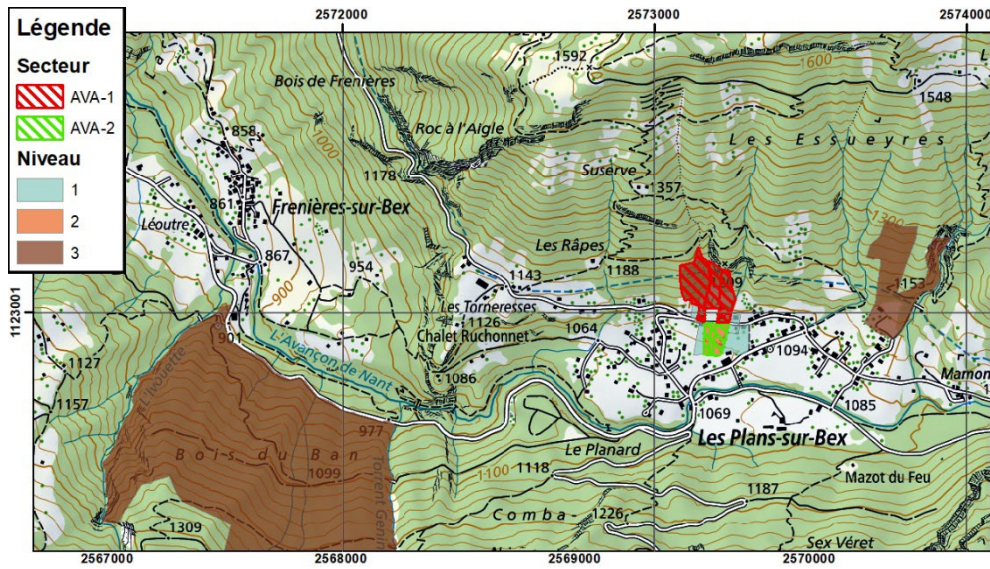 2572000
2573000
2574000
Légende
Secteur
AVA-1
AVA-2
Niveau
1
2
3
Bois de Frenières
1592
1600
1548
Roc à l'Aigle
Les Essueyres
858
1000
1178
Suserve
1357
1300
861
Frenières-sur-Bex
Léoutre
Les Râpes
867
954
1143
1188
1153
900
Les Torneresses
1123001
1126
1064
Chalet Ruchonnet
901
L'Avançon de Nant
1094
1127
1086
1157
1069
1085
977
Les Plans-sur-Bex
Bois du Ban
Le Planard
1099
1100
1118
Mazot du Feu
1187
1309
Comba
1226
Sex Véret
2567000
2568000
2569000
2570000